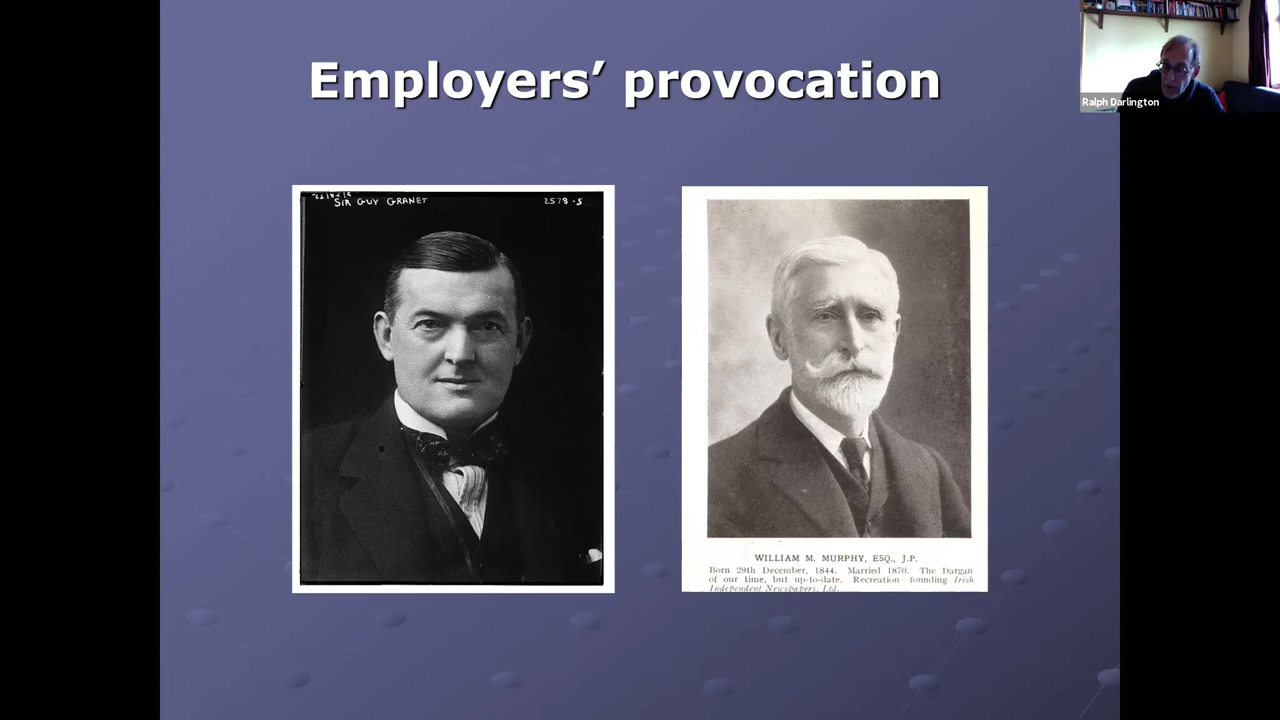 Employers’ provocation
Ralph Darlington
SIR GUY GRANET
2578-5
WILLIAM M. MURPHY, ESQ., J.P.
Born 29th December, 1844. Married 1870. The Dargan
of our time, but up-to-date. Recreation—founding Irish
Independent Newspapers, Ltd.